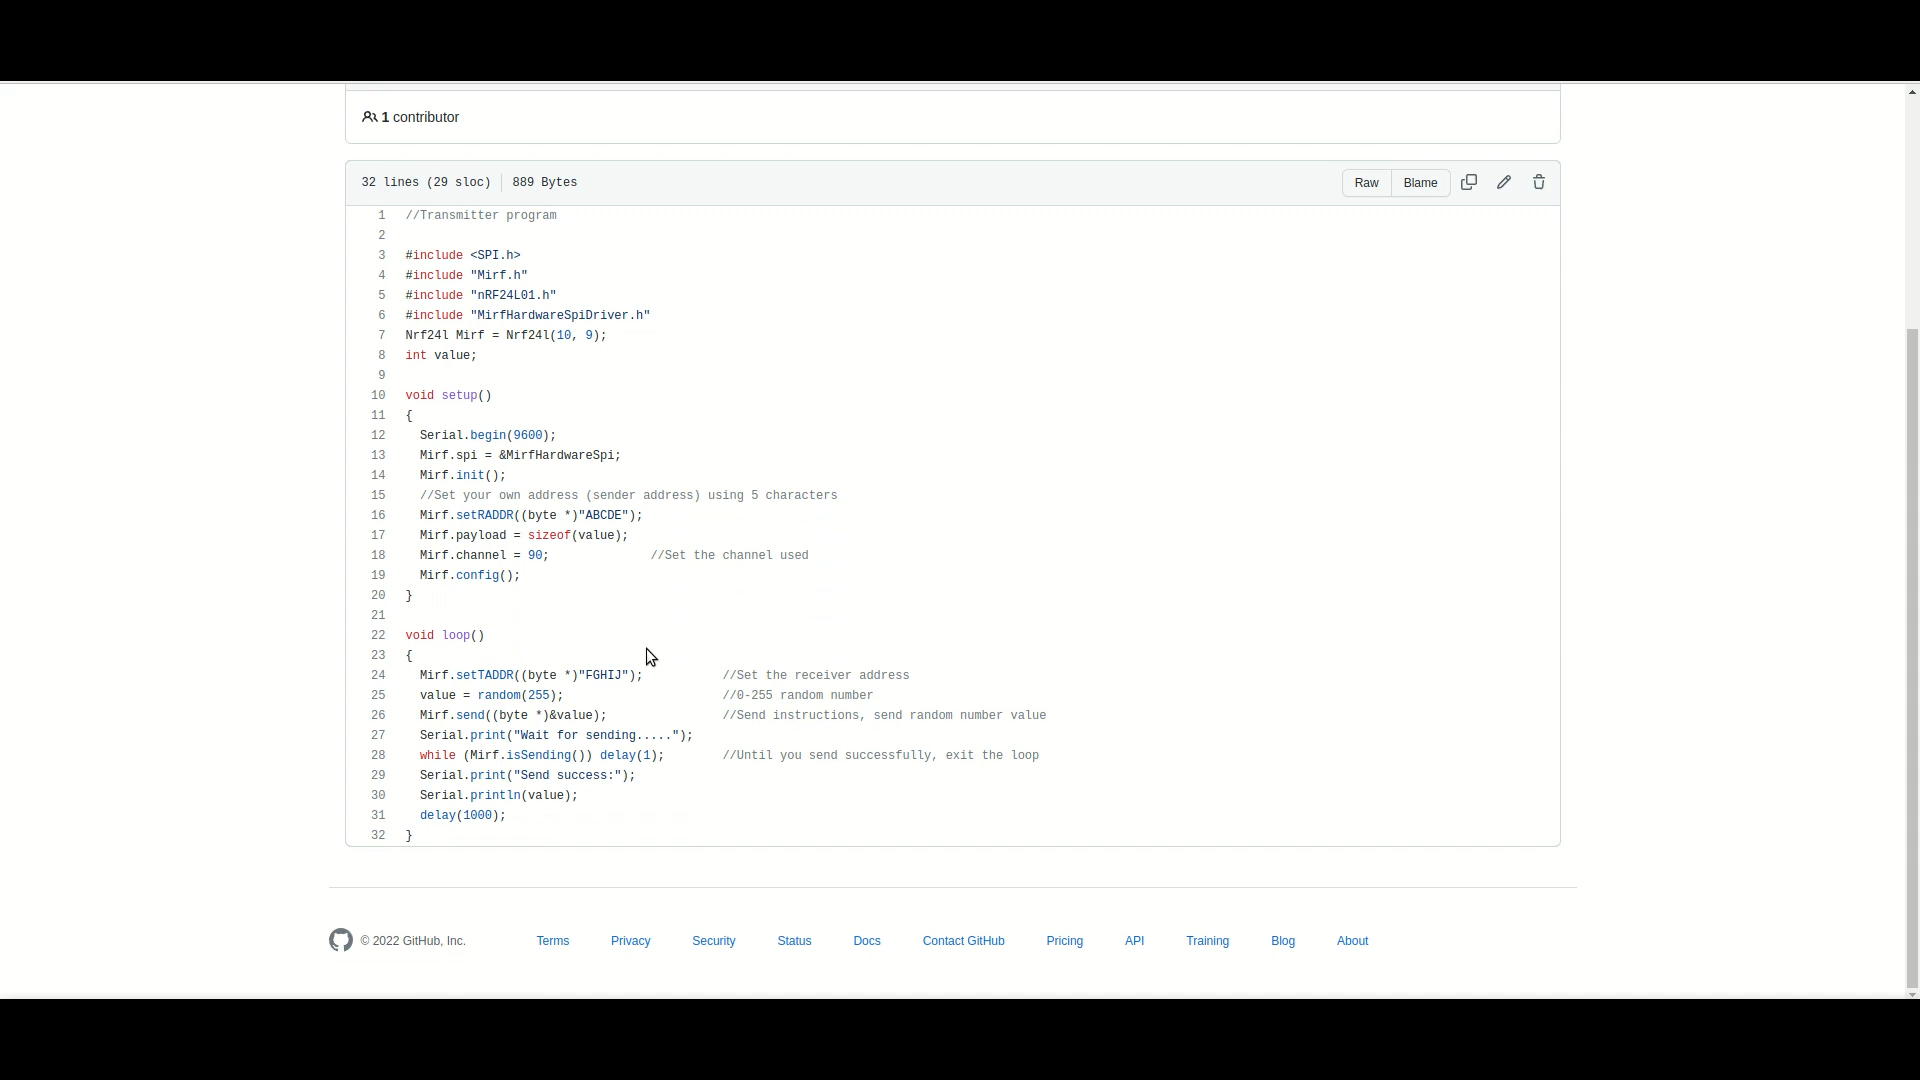 1 contributor
32 lines (29 sloc) 889 Bytes Raw Blame
1 //Transmitter program
2
3 #include <SPI.h>
4 #include "Mirf.h"
5 #include "nRF24L01.h"
6 #include "MirfHardwareSpiDriver.h"
7 Nrf24l Mirf = Nrf24l(10, 9);
8 int value;
9
10 void setup()
11 {
12   Serial.begin(9600);
13   Mirf.spi = &MirfHardwareSpi;
14   Mirf.init();
15   //Set your own address (sender address) using 5 characters
16   Mirf.setRADDR((byte *)"ABCDE");
17   Mirf.payload = sizeof(value);
18   Mirf.channel = 90;              //Set the channel used
19   Mirf.config();
20 }
21
22 void loop()
23 {
24   Mirf.setTADDR((byte *)"FGHIJ");           //Set the receiver address
25   value = random(255);                      //0-255 random number
26   Mirf.send((byte *)&value);                //Send instructions, send random number value
27   Serial.print("Wait for sending.....");
28   while (Mirf.isSending()) delay(1);        //Until you send successfully, exit the loop
29   Serial.print("Send success:");
30   Serial.println(value);
31   delay(1000);
32 }
© 2022 GitHub, Inc. Terms Privacy Security Status Docs Contact GitHub Pricing API Training Blog About